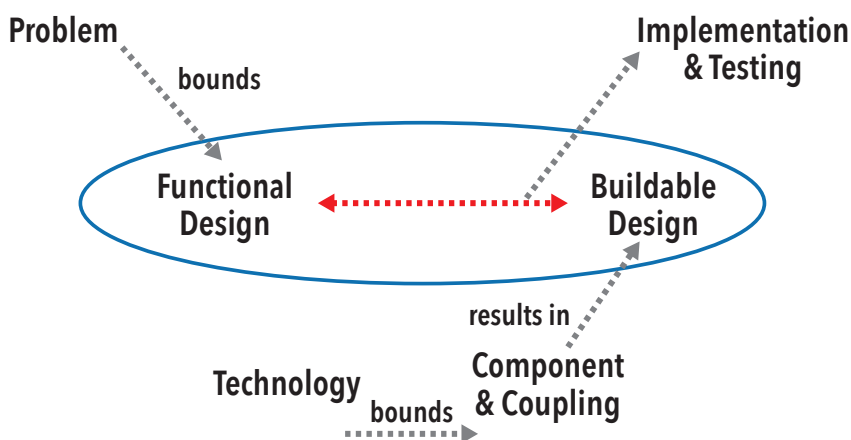 Problem
Implementation
& Testing
bounds
Functional
Design
Buildable
Design
results in
Component
& Coupling
Technology
bounds